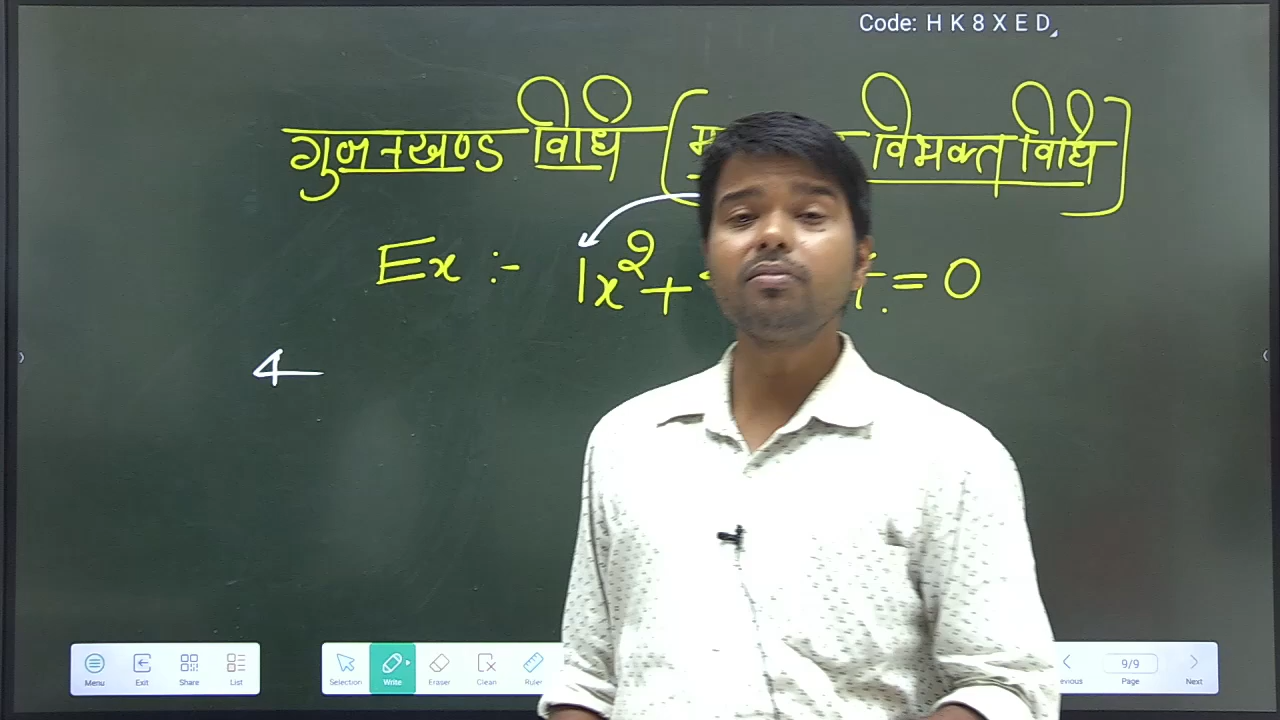 Code: H K 8 X E D
गुणनखण्ड विधि ( विभक्त विधि )
Ex :- 1x² + = 0
4
Menu Exit Share List Selection Write Eraser Clean Ruler 9/9 Page Next